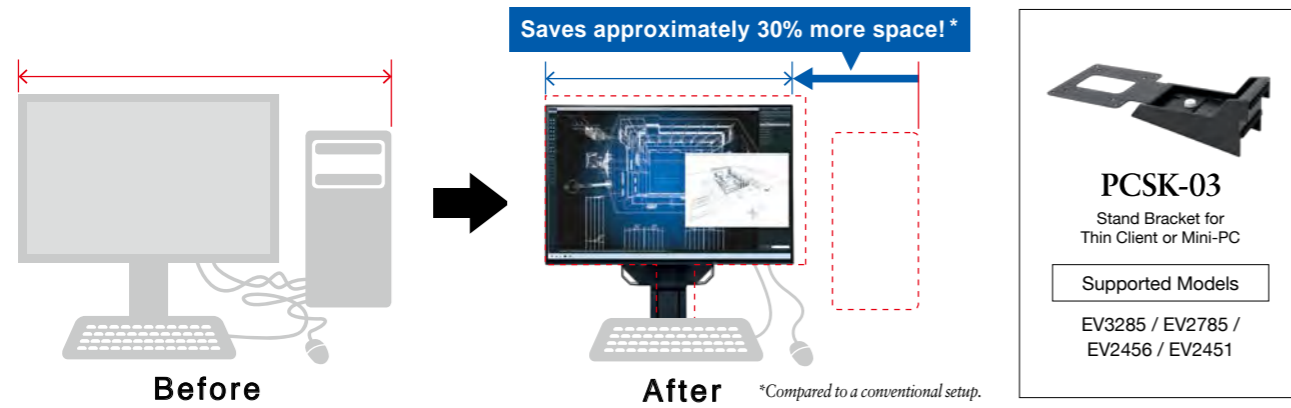 Saves approximately 30% more space! *
Before
After
*Compared to a conventional setup.
PCSK-03
Stand Bracket for
Thin Client or Mini-PC
Supported Models
EV3285 / EV2785 /
EV2456 / EV2451